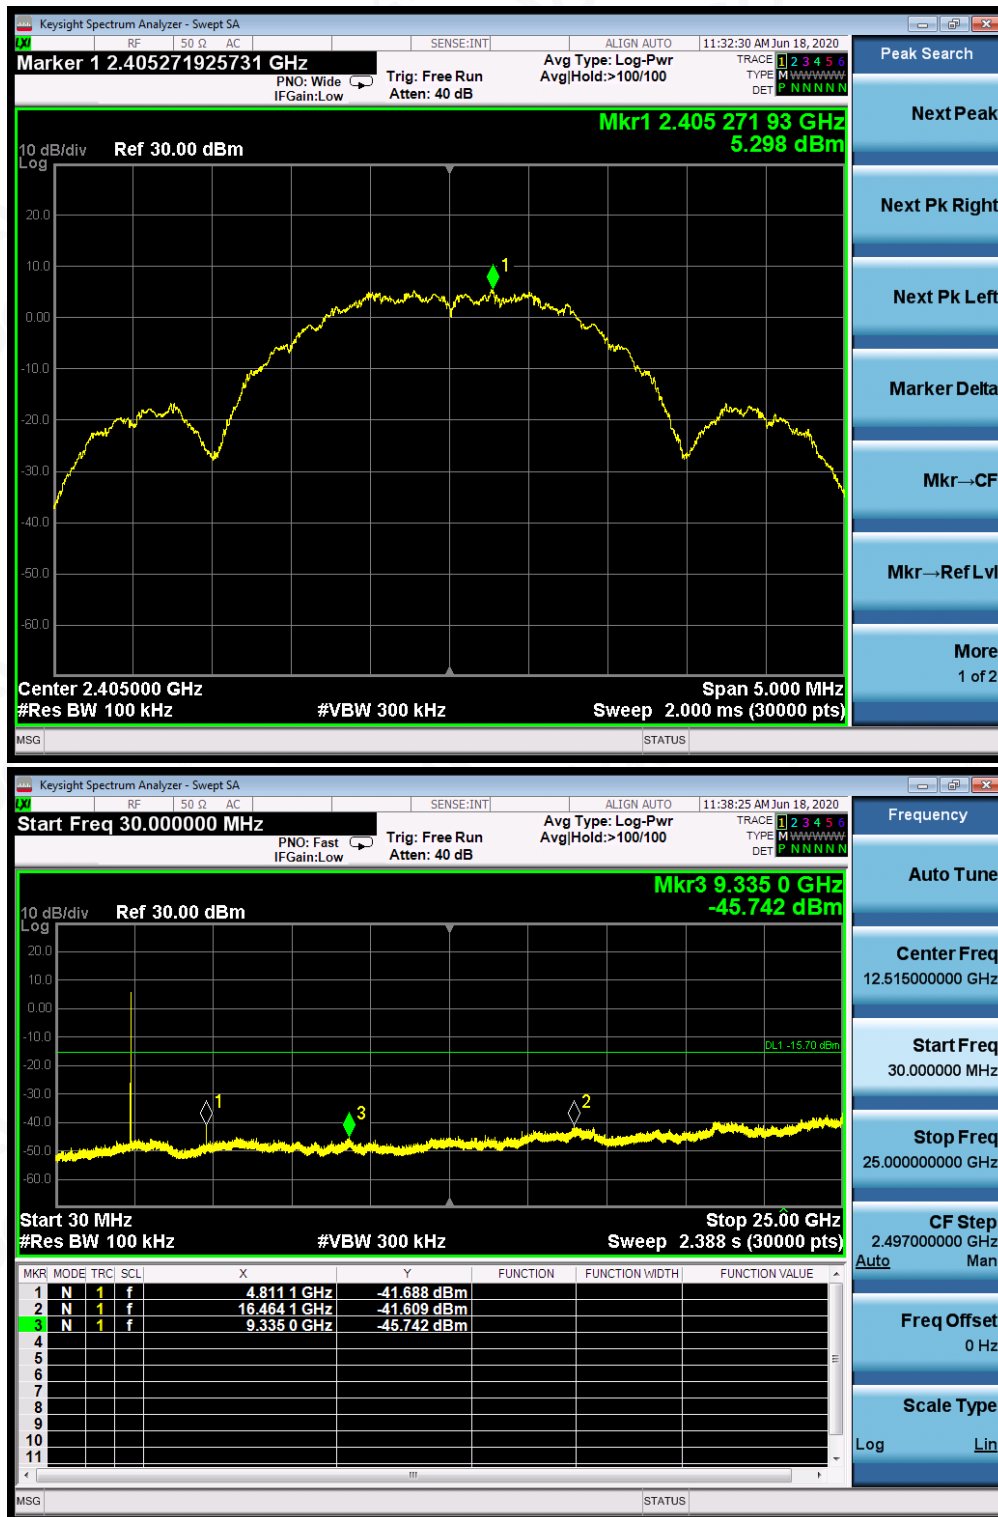 Keysight Spectrum Analyzer - Swept SA
LXI RF 50 Ω AC SENSE:INT ALIGN AUTO 11:32:30 AM Jun 18, 2020
Marker 1 2.405271925731 GHz
PNO: Wide
IFGain:Low
Trig: Free Run
Atten: 40 dB
Avg Type: Log-Pwr
Avg|Hold:>100/100
TRACE 1 2 3 4 5 6
TYPE M WWWWW
DET P N N N N N
Mkr1 2.405 271 93 GHz
5.298 dBm
10 dB/div Ref 30.00 dBm
Log
20.0
10.0
0.00
-10.0
-20.0
-30.0
-40.0
-50.0
-60.0
1
Center 2.405000 GHz Span 5.000 MHz
#Res BW 100 kHz #VBW 300 kHz Sweep 2.000 ms (30000 pts)
MSG STATUS
Peak Search
Next Peak
Next Pk Right
Next Pk Left
Marker Delta
Mkr→CF
Mkr→Ref Lvl
More
1 of 2
Keysight Spectrum Analyzer - Swept SA
LXI RF 50 Ω AC SENSE:INT ALIGN AUTO 11:38:25 AM Jun 18, 2020
Start Freq 30.000000 MHz
PNO: Fast
IFGain:Low
Trig: Free Run
Atten: 40 dB
Avg Type: Log-Pwr
Avg|Hold:>100/100
TRACE 1 2 3 4 5 6
TYPE M WWWWW
DET P N N N N N
Mkr3 9.335 0 GHz
-45.742 dBm
10 dB/div Ref 30.00 dBm
Log
20.0
10.0
0.00
-10.0
-20.0
-30.0
-40.0
-50.0
-60.0
DL1 -15.70 dBm
1
3
2
Start 30 MHz Stop 25.00 GHz
#Res BW 100 kHz #VBW 300 kHz Sweep 2.388 s (30000 pts)
MKR MODE TRC SCL X Y FUNCTION FUNCTION WIDTH FUNCTION VALUE
1 N 1 f 4.811 1 GHz -41.688 dBm
2 N 1 f 16.464 1 GHz -41.609 dBm
3 N 1 f 9.335 0 GHz -45.742 dBm
4
5
6
7
8
9
10
11
MSG STATUS
Frequency
Auto Tune
Center Freq
12.515000000 GHz
Start Freq
30.000000 MHz
Stop Freq
25.000000000 GHz
CF Step
2.497000000 GHz
Auto Man
Freq Offset
0 Hz
Scale Type
Log Lin